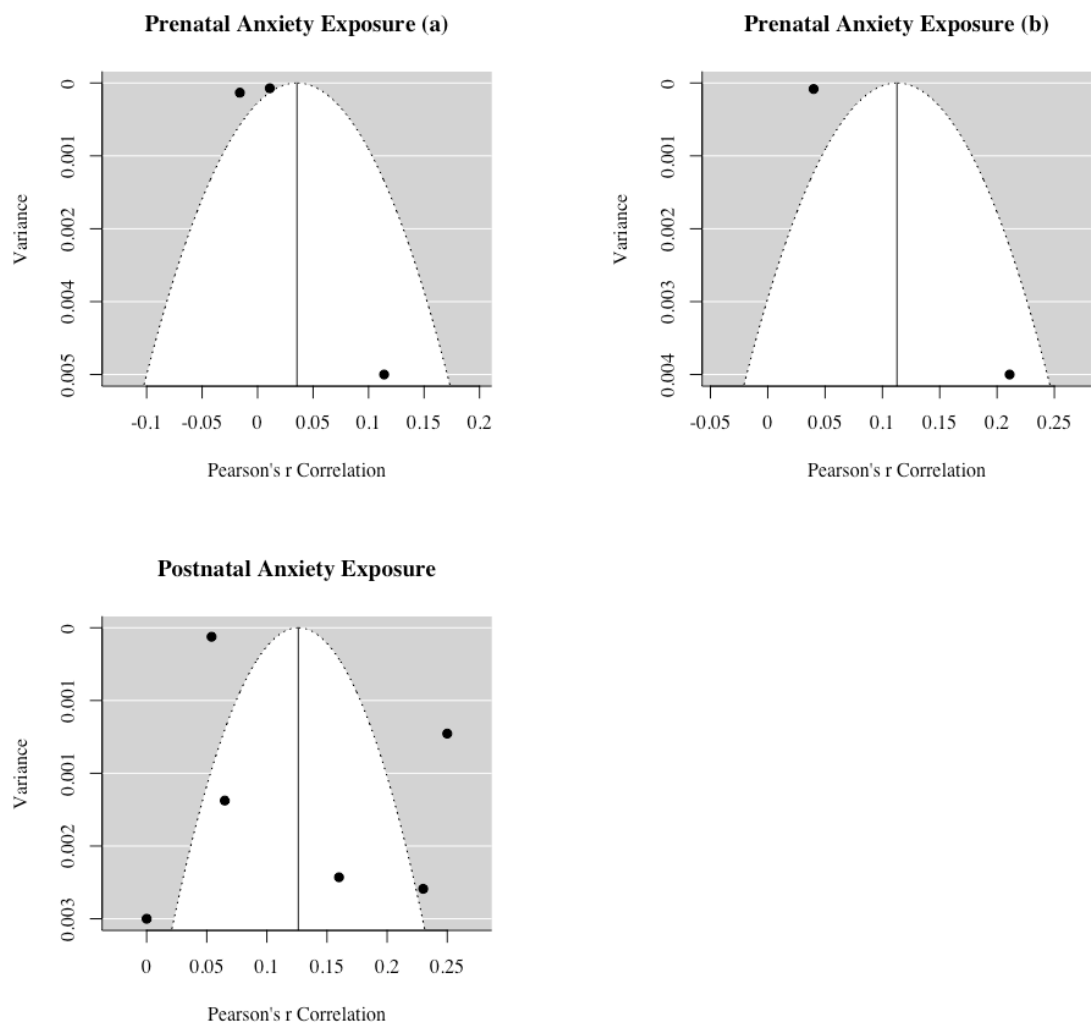 Prenatal Anxiety Exposure (a)
Variance
0
0.001
0.002
0.004
0.005
-0.1 -0.05 0 0.05 0.1 0.15 0.2
Pearson's r Correlation
Prenatal Anxiety Exposure (b)
Variance
0
0.001
0.002
0.003
0.004
-0.05 0 0.05 0.1 0.15 0.2 0.25
Pearson's r Correlation
Postnatal Anxiety Exposure
Variance
0
0.001
0.001
0.002
0.003
0 0.05 0.1 0.15 0.2 0.25
Pearson's r Correlation